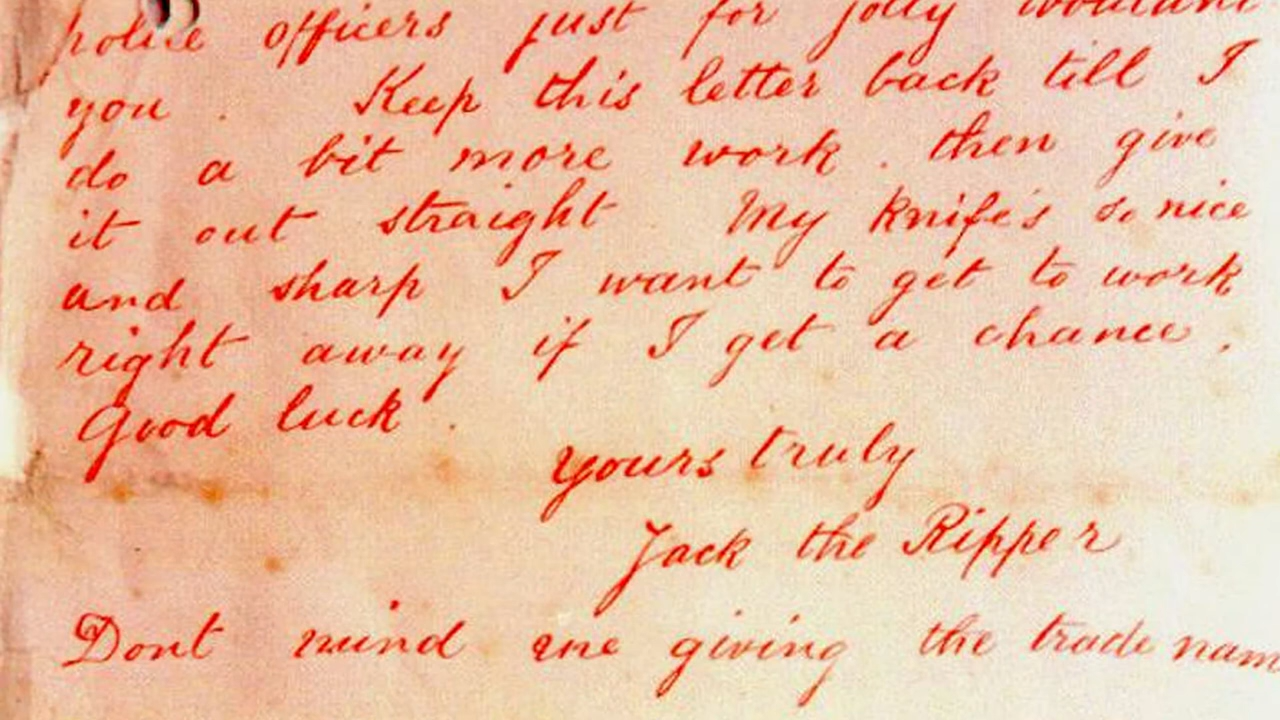 police officers just for jolly wouldnt
you . Keep this letter back till I
do a bit more work . then give
it out straight My knife's so nice
and sharp I want to get to work
right away if I get a chance ,
Good luck .
yours truly
Jack the Ripper
Dont mind me giving the trade nam